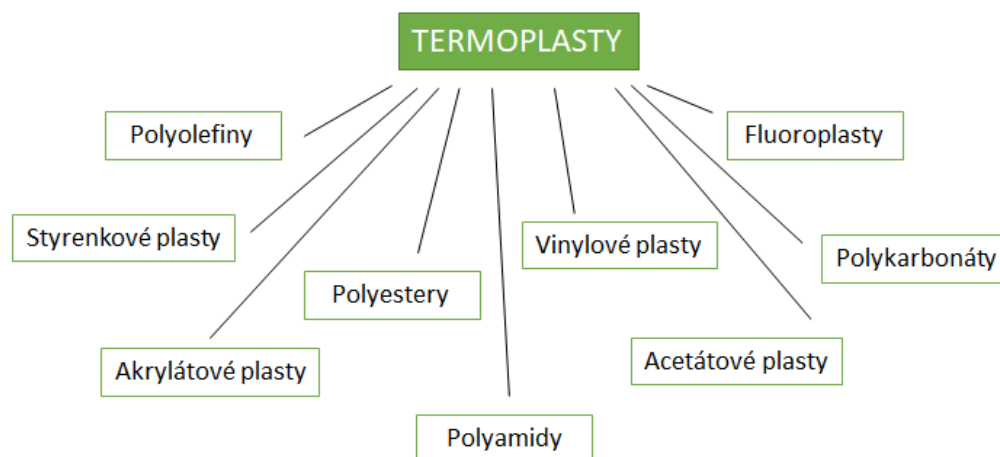 TERMOPLASTY
Polyolefiny
Fluoroplasty
Styrenkové plasty
Vinylové plasty
Polykarbonáty
Polyestery
Akrylátové plasty
Acetátové plasty
Polyamidy